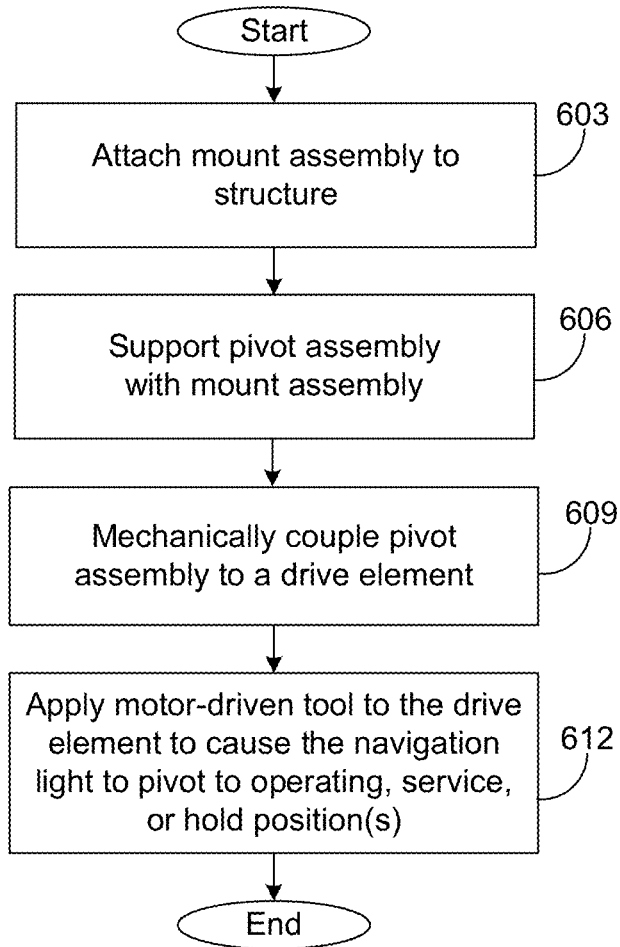 Start
603
Attach mount assembly to
structure
606
Support pivot assembly
with mount assembly
609
Mechanically couple pivot
assembly to a drive element
Apply motor-driven tool to the drive
element to cause the navigation
light to pivot to operating, service,
or hold position(s)
612
End